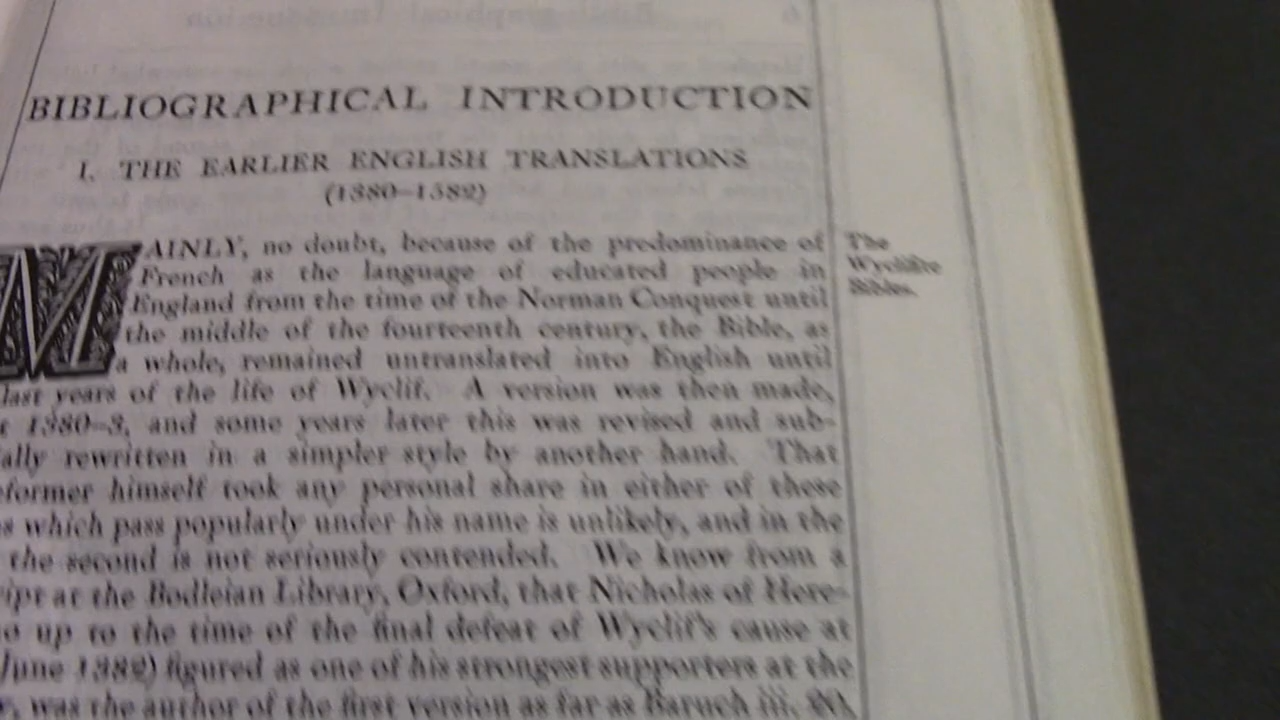 BIBLIOGRAPHICAL INTRODUCTION
I. THE EARLIER ENGLISH TRANSLATIONS
(1380–1582)
MAINLY, no doubt, because of the predominance of
French as the language of educated people in
England from the time of the Norman Conquest until
the middle of the fourteenth century, the Bible, as
a whole, remained untranslated into English until
last years of the life of Wyclif. A version was then made,
1380–3, and some years later this was revised and sub-
ally rewritten in a simpler style by another hand. That
eformer himself took any personal share in either of these
s which pass popularly under his name is unlikely, and in the
the second is not seriously contended. We know from a
ipt at the Bodleian Library, Oxford, that Nicholas of Here-
o up to the time of the final defeat of Wyclif's cause at
June 1382) figured as one of his strongest supporters at the
was the author of the first version as far as Baruch iii. 20,
The
Wycliffite
Bibles.